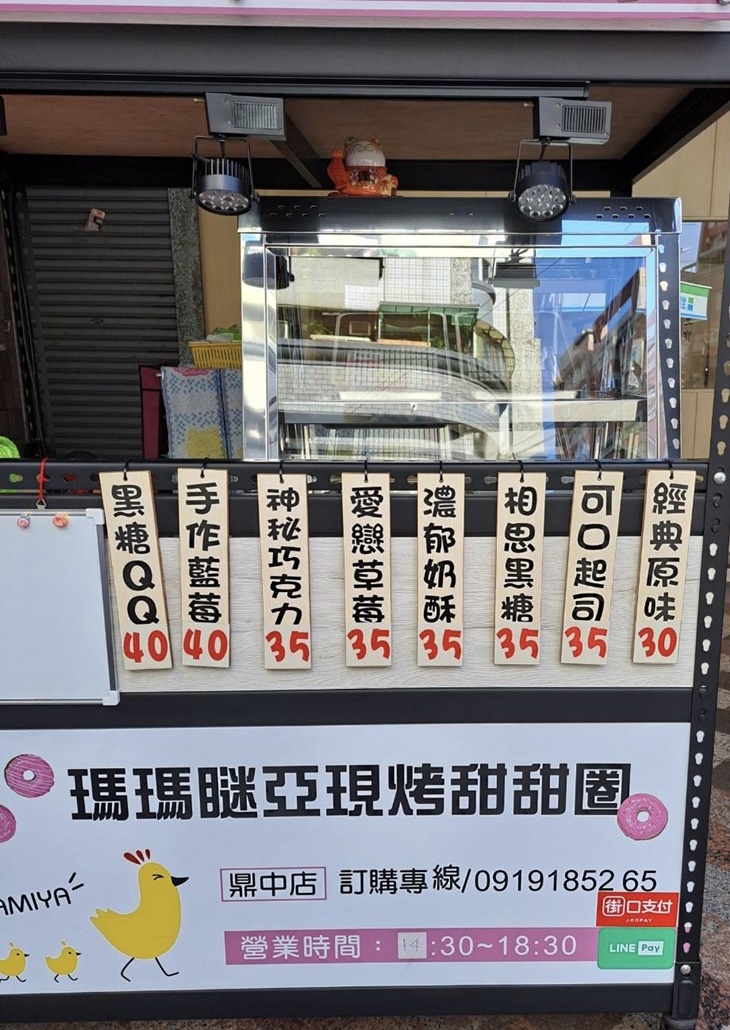 黑糖QQ
40
手作藍莓
40
神秘巧克力
35
愛戀草莓
35
濃郁奶酥
35
相思黑糖
35
可口起司
35
經典原味
30
瑪瑪瞇亞現烤甜甜圈
AMIYA
鼎中店 訂購專線/0919185265
街口支付
JKOPAY
營業時間：14:30~18:30
LINE Pay